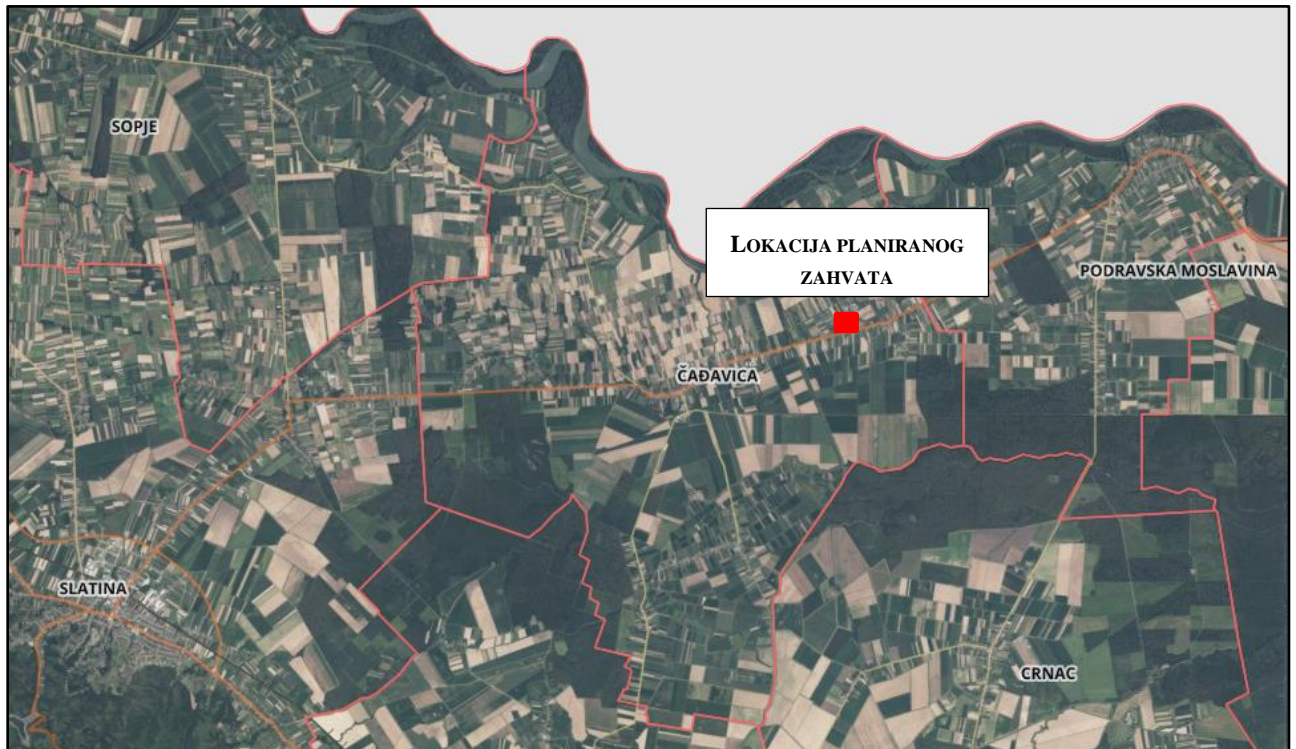 SOPJE
LOKACIJA PLANIRANOG
ZAHVATA
PODRAVSKA MOSLAVINA
ČAĐAVICA
SLATINA
CRNAC